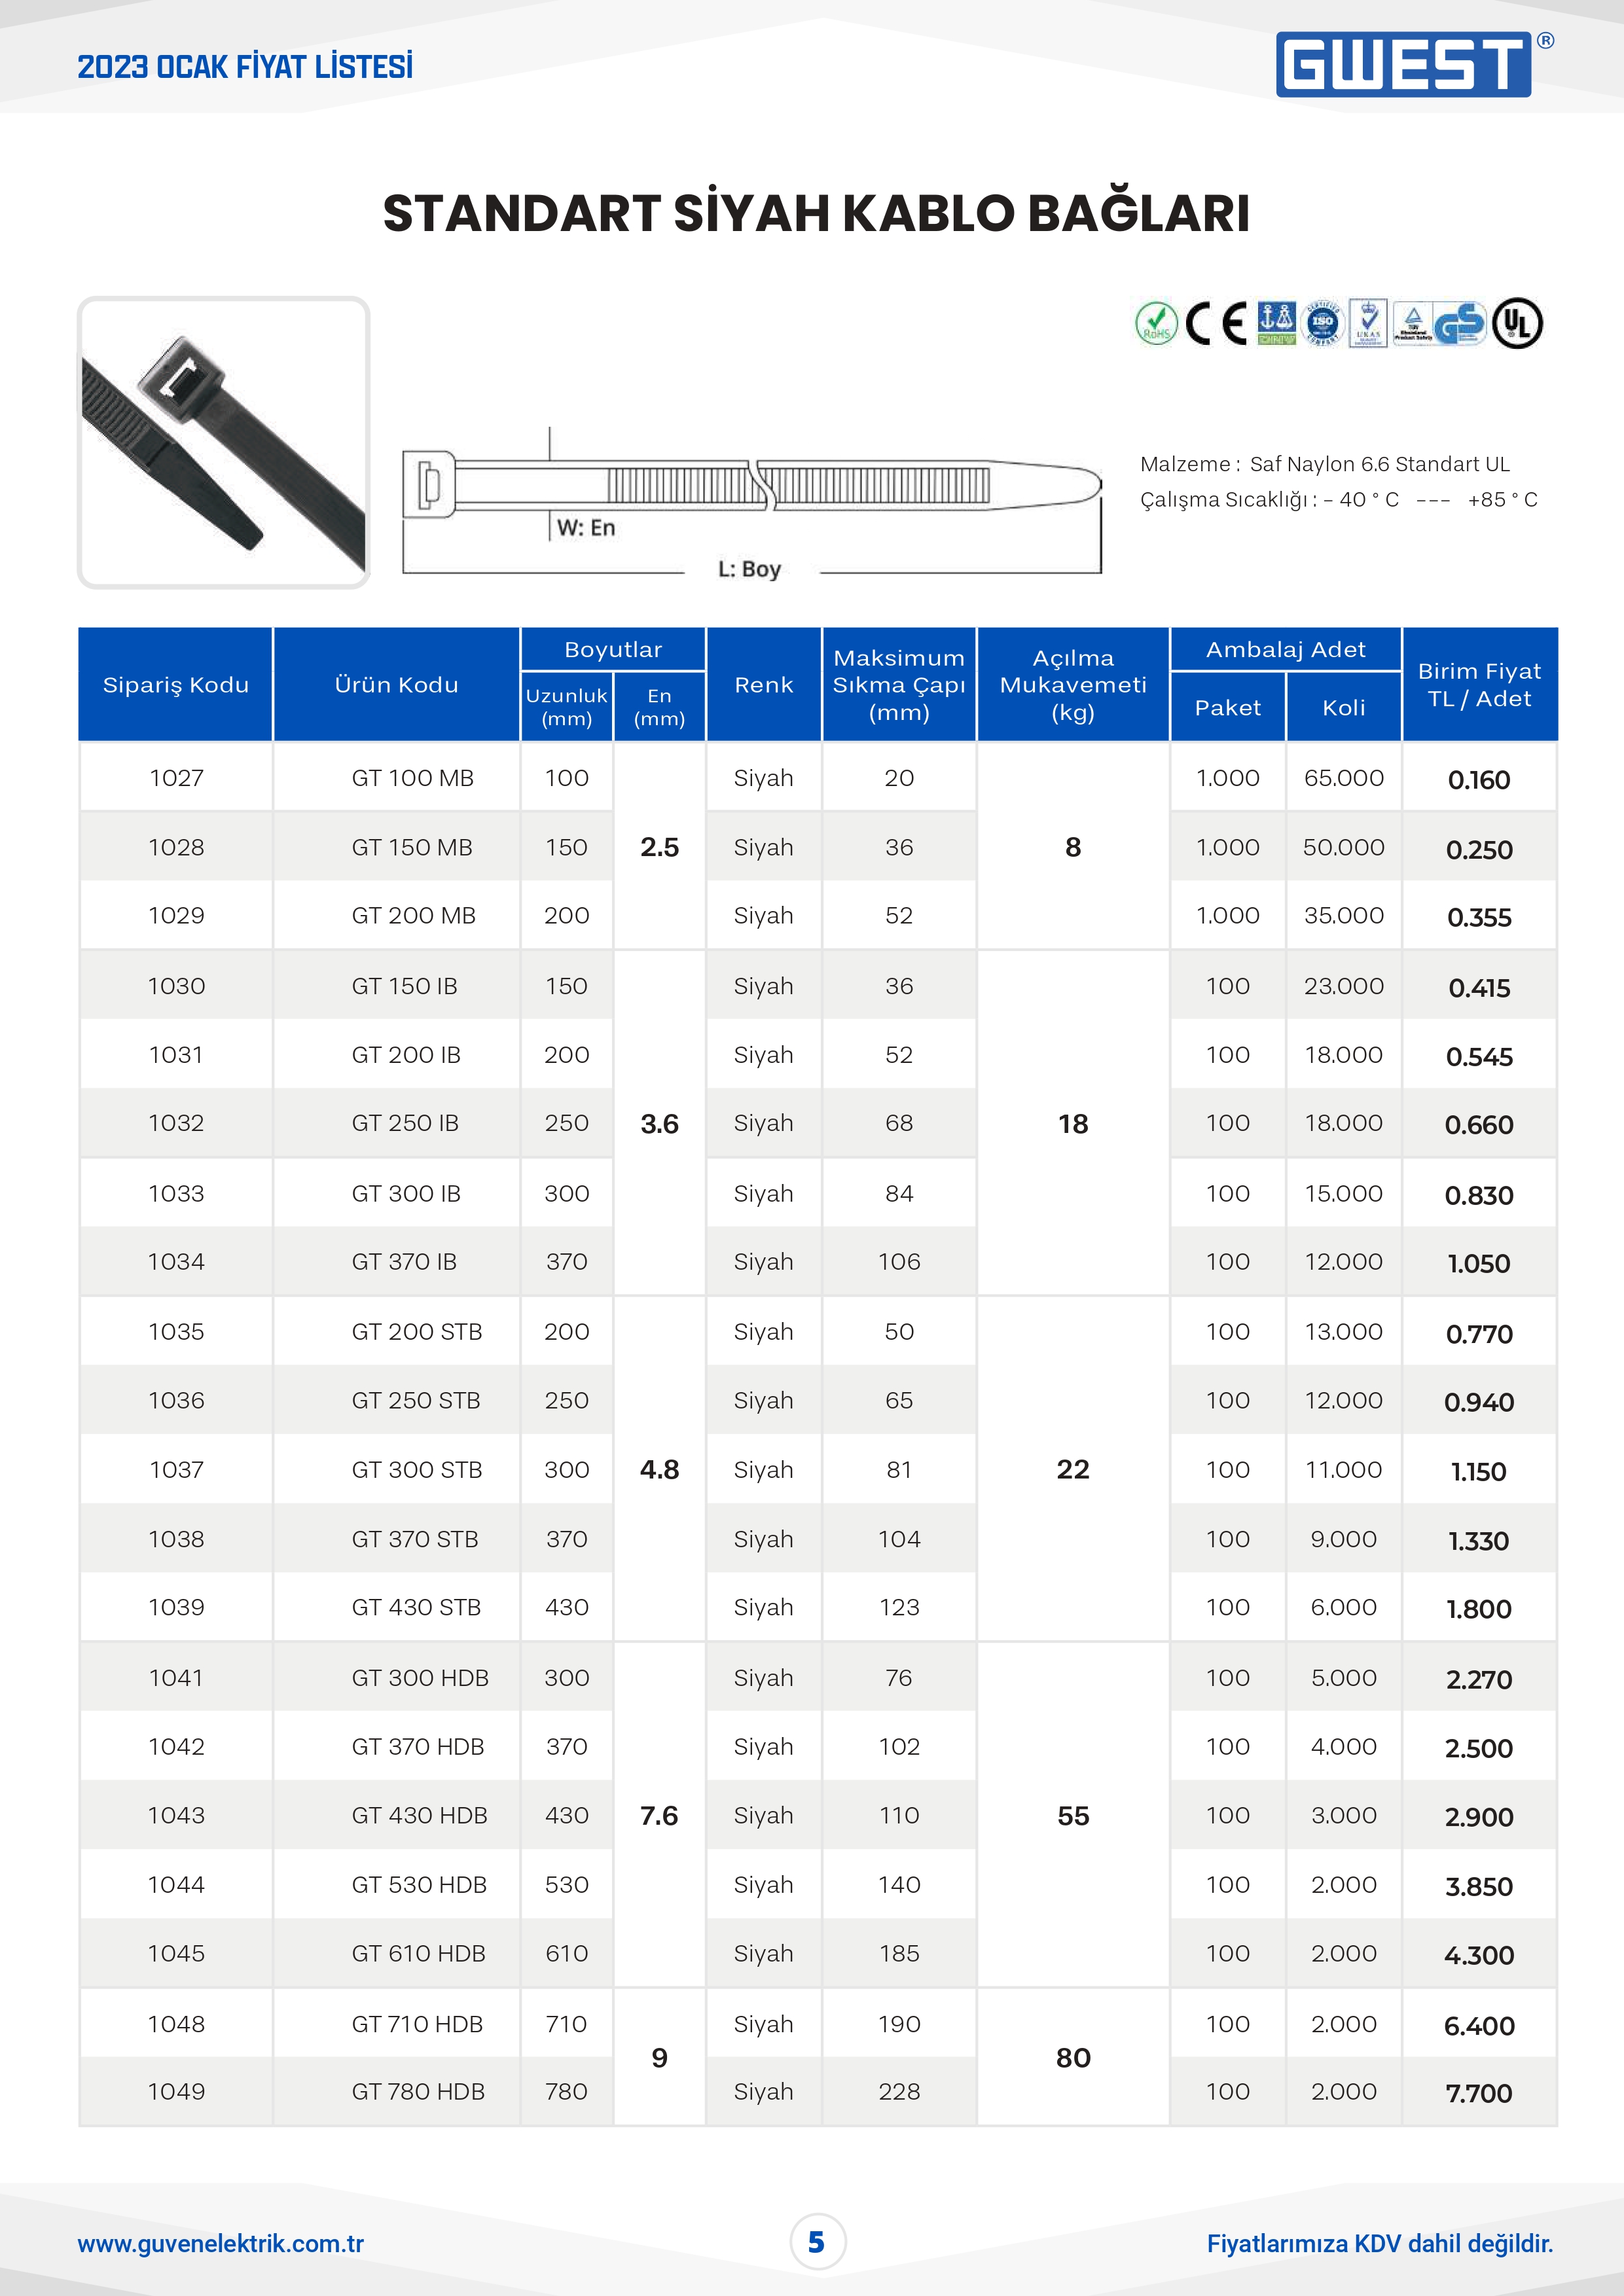 2023 OCAK FİYAT LİSTESİ
GWEST ®
STANDART SİYAH KABLO BAĞLARI
RoHS CE ISO UKAS TÜV Rheinland Product Safety GS UL
W: En
L: Boy
Malzeme : Saf Naylon 6.6 Standart UL
Çalışma Sıcaklığı : - 40 ° C --- +85 ° C
Sipariş Kodu Ürün Kodu Boyutlar Uzunluk (mm) En (mm) Renk Maksimum Sıkma Çapı (mm) Açılma Mukavemeti (kg) Ambalaj Adet Paket Koli Birim Fiyat TL / Adet
1027 GT 100 MB 100 Siyah 20 1.000 65.000 0.160
1028 GT 150 MB 150 2.5 Siyah 36 8 1.000 50.000 0.250
1029 GT 200 MB 200 Siyah 52 1.000 35.000 0.355
1030 GT 150 IB 150 Siyah 36 100 23.000 0.415
1031 GT 200 IB 200 Siyah 52 100 18.000 0.545
1032 GT 250 IB 250 3.6 Siyah 68 18 100 18.000 0.660
1033 GT 300 IB 300 Siyah 84 100 15.000 0.830
1034 GT 370 IB 370 Siyah 106 100 12.000 1.050
1035 GT 200 STB 200 Siyah 50 100 13.000 0.770
1036 GT 250 STB 250 Siyah 65 100 12.000 0.940
1037 GT 300 STB 300 4.8 Siyah 81 22 100 11.000 1.150
1038 GT 370 STB 370 Siyah 104 100 9.000 1.330
1039 GT 430 STB 430 Siyah 123 100 6.000 1.800
1041 GT 300 HDB 300 Siyah 76 100 5.000 2.270
1042 GT 370 HDB 370 Siyah 102 100 4.000 2.500
1043 GT 430 HDB 430 7.6 Siyah 110 55 100 3.000 2.900
1044 GT 530 HDB 530 Siyah 140 100 2.000 3.850
1045 GT 610 HDB 610 Siyah 185 100 2.000 4.300
1048 GT 710 HDB 710 9 Siyah 190 80 100 2.000 6.400
1049 GT 780 HDB 780 Siyah 228 100 2.000 7.700
www.guvenelektrik.com.tr
5
Fiyatlarımıza KDV dahil değildir.